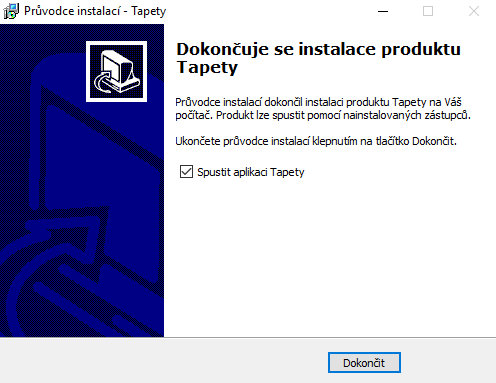 Průvodce instalací - Tapety
Dokončuje se instalace produktu
Tapety
Průvodce instalací dokončil instalaci produktu Tapety na Váš
počítač. Produkt lze spustit pomocí nainstalovaných zástupců.
Ukončete průvodce instalací klepnutím na tlačítko Dokončit.
Spustit aplikaci Tapety
Dokončit